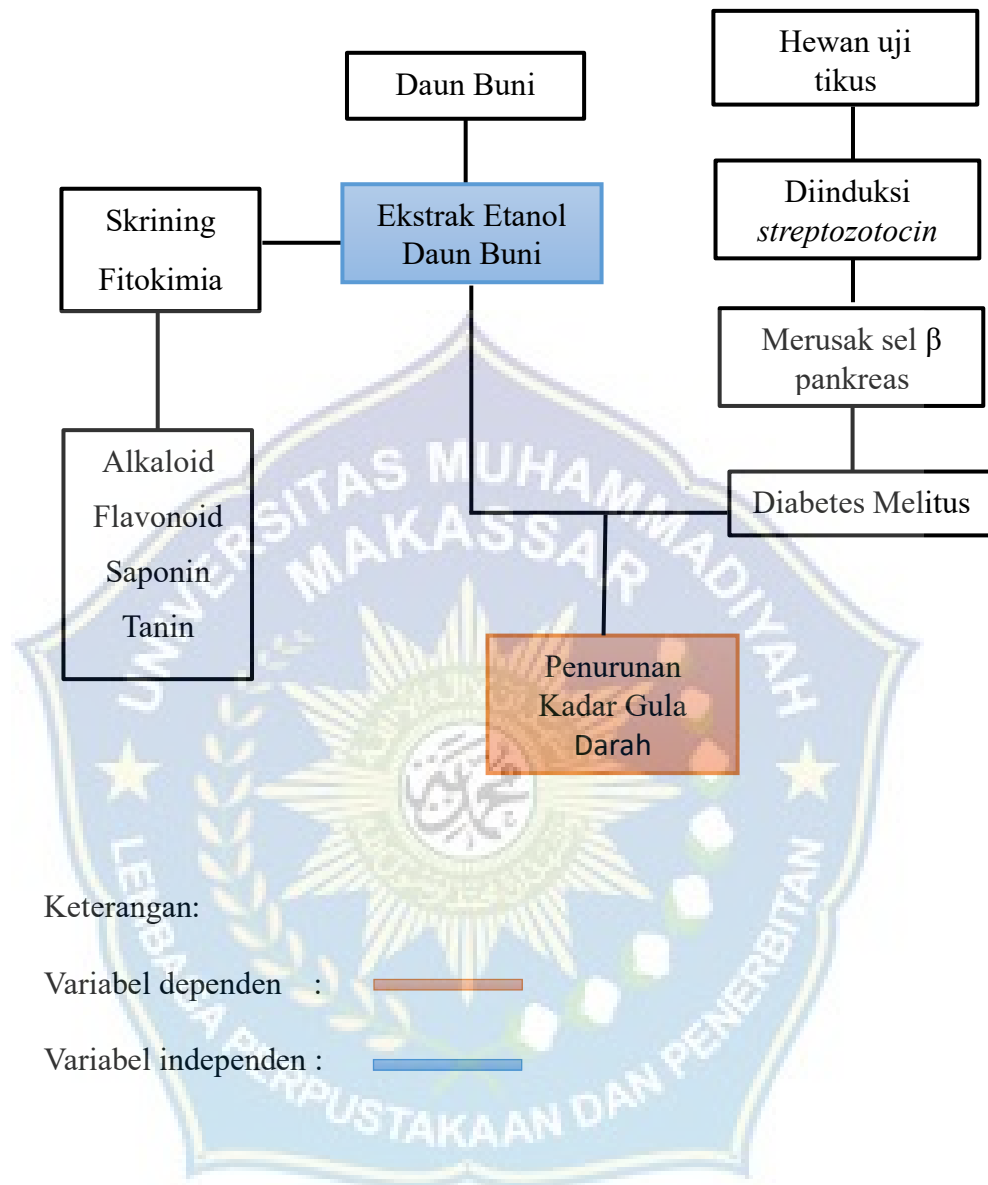 Hewan uji
tikus
Daun Buni
Diinduksi
streptozotocin
Skrining
Fitokimia
Ekstrak Etanol
Daun Buni
Merusak sel β
pankreas
Alkaloid
Flavonoid
Saponin
Tanin
Diabetes Melitus
Penurunan
Kadar Gula
Darah
UNIVERSITAS MUHAMMADIYAH
MAKASSAR
LEMBAGA PERPUSTAKAAN DAN PENERBITAN
Keterangan:
Variabel dependen :
Variabel independen :